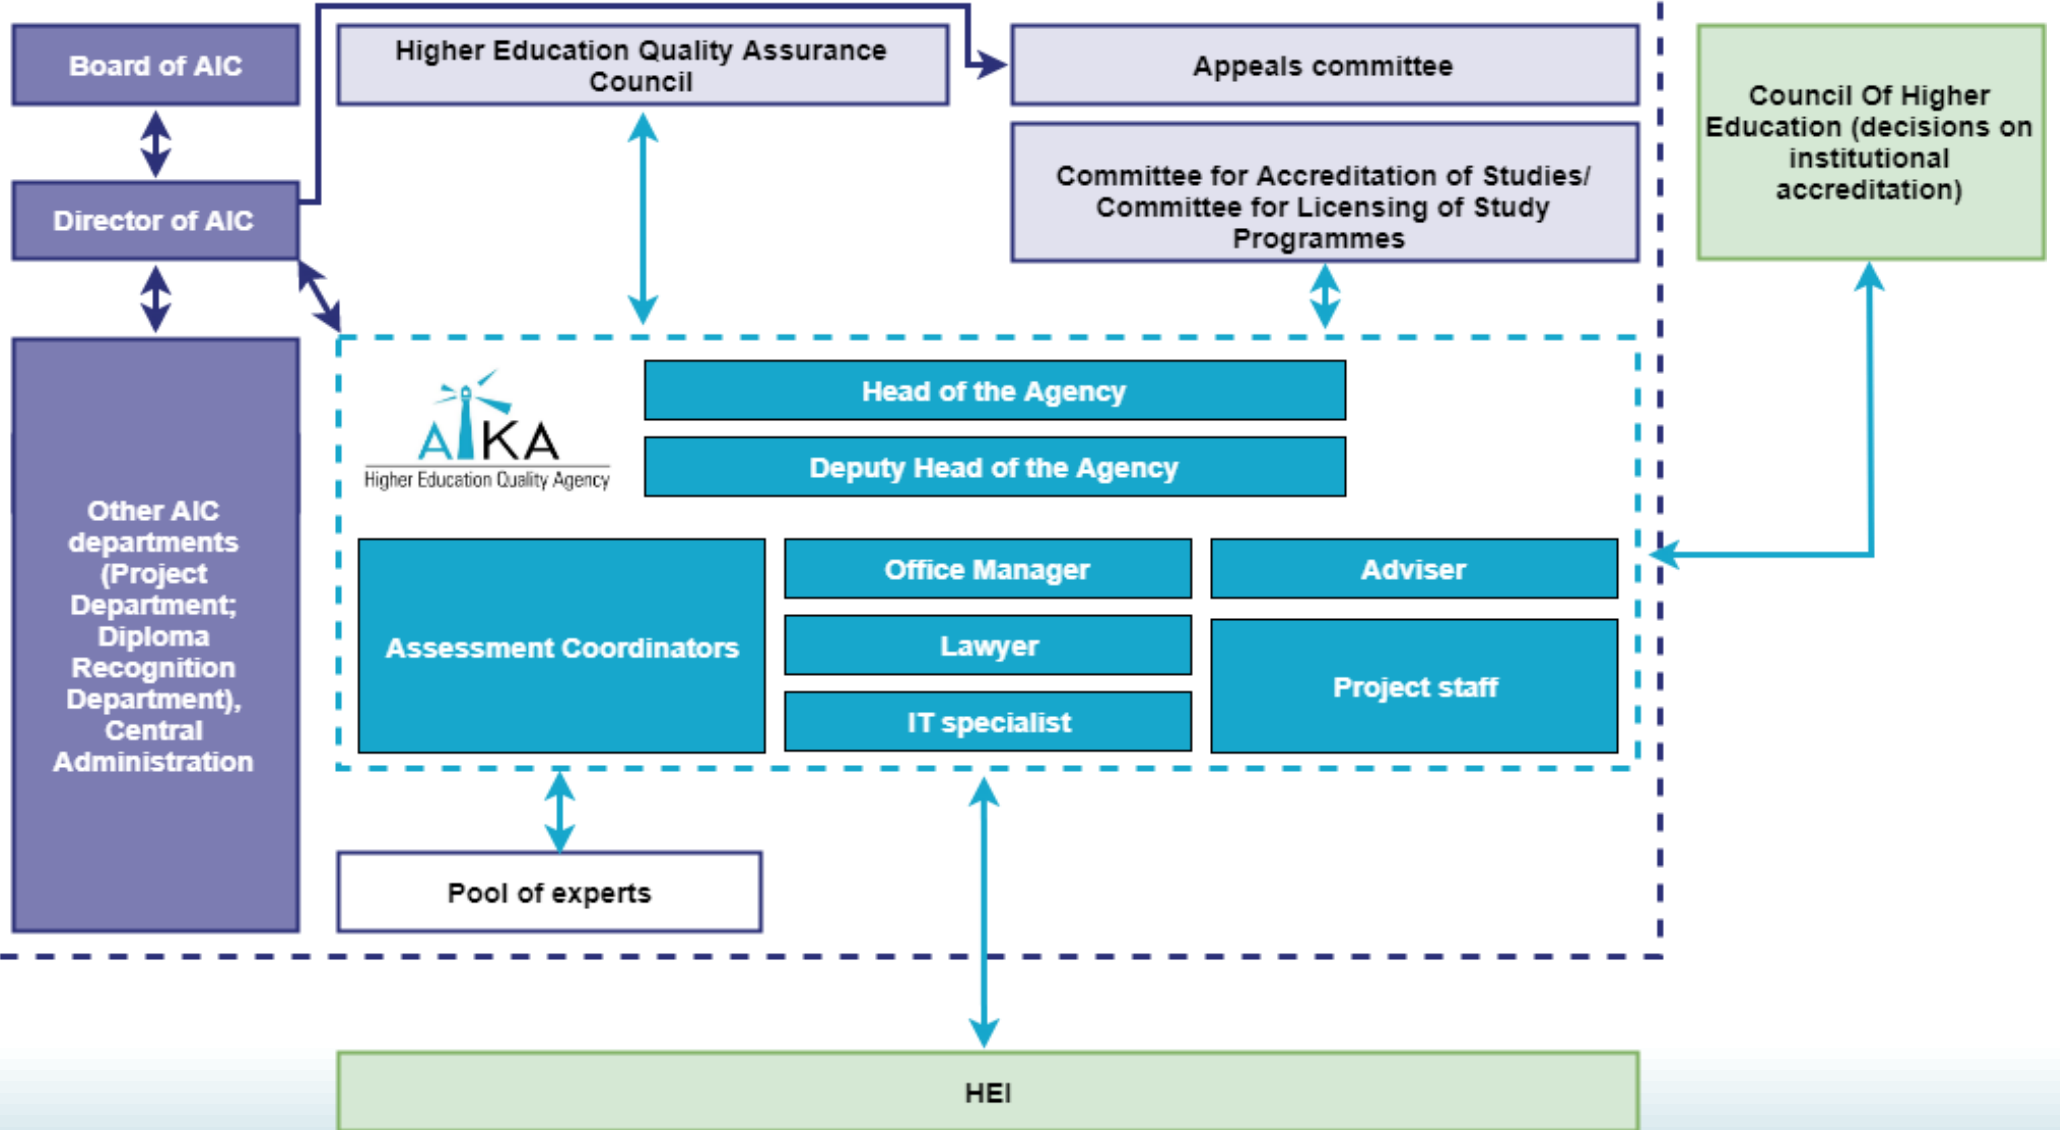 Board of AIC
Higher Education Quality Assurance
Council
Appeals committee
Council Of Higher
Education (decisions on
institutional
accreditation)
Director of AIC
Committee for Accreditation of Studies/
Committee for Licensing of Study
Programmes
Other AIC
departments
(Project
Department;
Diploma
Recognition
Department),
Central
Administration
AIKA
Higher Education Quality Agency
Head of the Agency
Deputy Head of the Agency
Assessment Coordinators
Office Manager
Lawyer
IT specialist
Adviser
Project staff
Pool of experts
HEI